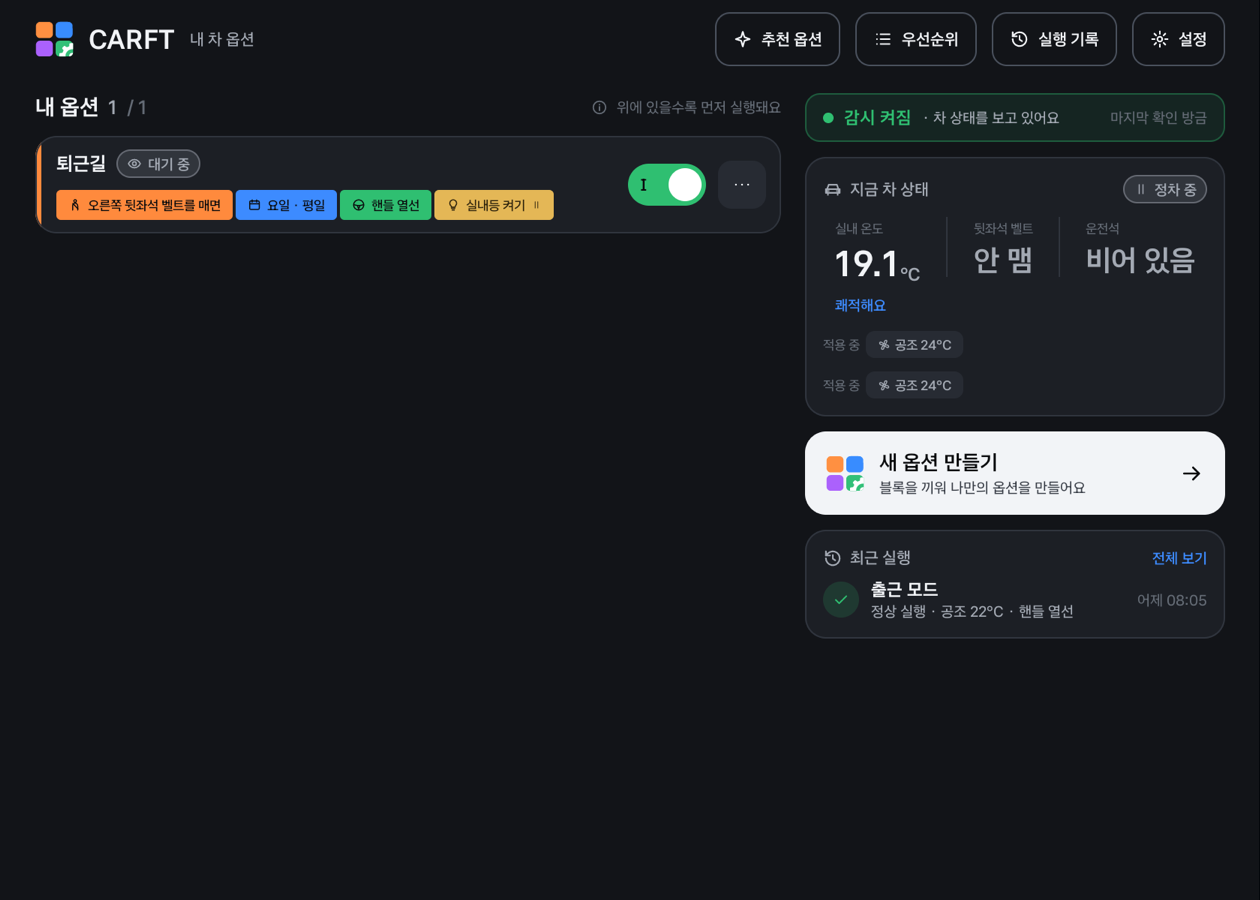 CARFT 내 차 옵션
추천 옵션
우선순위
실행 기록
설정
내 옵션 1 / 1
위에 있을수록 먼저 실행돼요
퇴근길
대기 중
오른쪽 뒷좌석 벨트를 매면
요일 · 평일
핸들 열선
실내등 켜기
...
감시 켜짐 · 차 상태를 보고 있어요
마지막 확인 방금
지금 차 상태
정차 중
실내 온도
19.1°C
쾌적해요
뒷좌석 벨트
안 맴
운전석
비어 있음
적용 중 공조 24°C
적용 중 공조 24°C
새 옵션 만들기
블록을 끼워 나만의 옵션을 만들어요
최근 실행
전체 보기
출근 모드
정상 실행 · 공조 22°C · 핸들 열선
어제 08:05